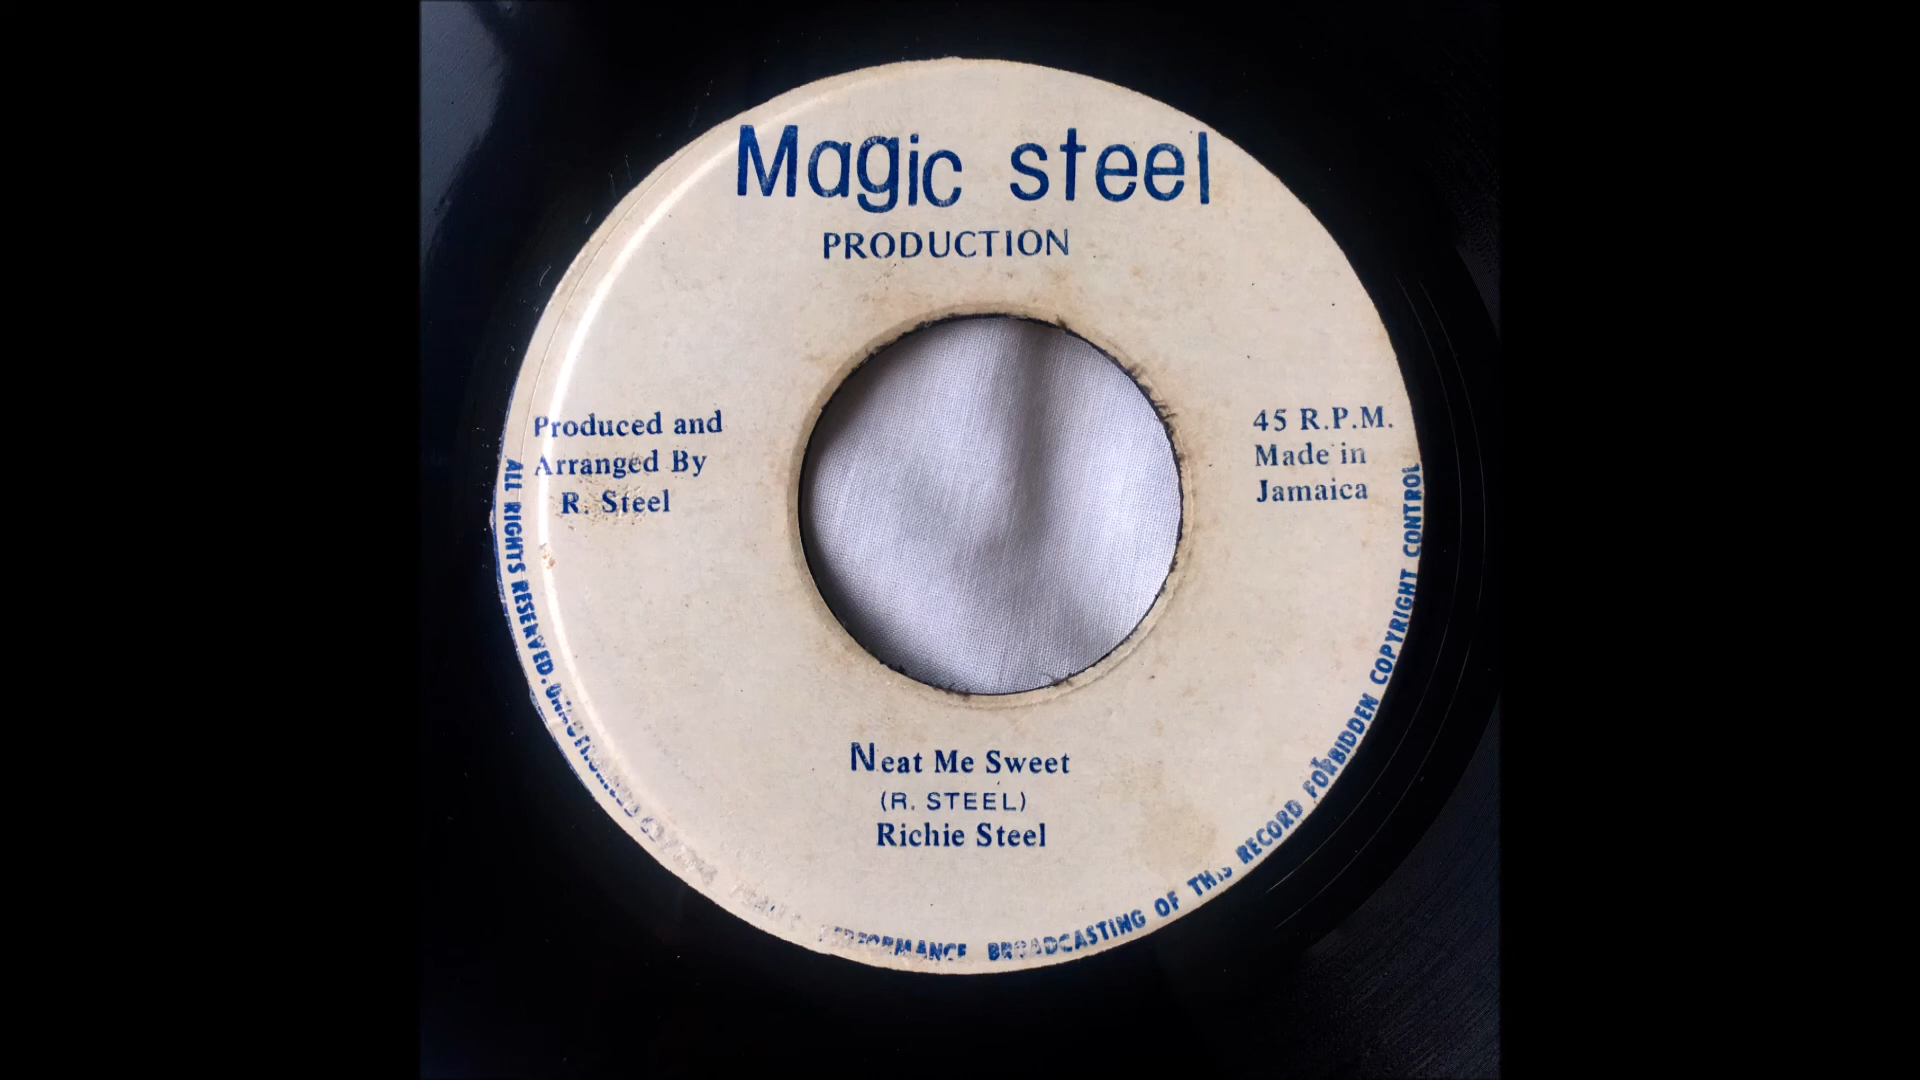 Magic steel
PRODUCTION
Produced and
Arranged By
R. Steel
45 R.P.M.
Made in
Jamaica
Neat Me Sweet
(R. STEEL)
Richie Steel
ALL RIGHTS RESERVED. PERFORMANCE BROADCASTING OF THIS RECORD FORBIDDEN COPYRIGHT CONTROL